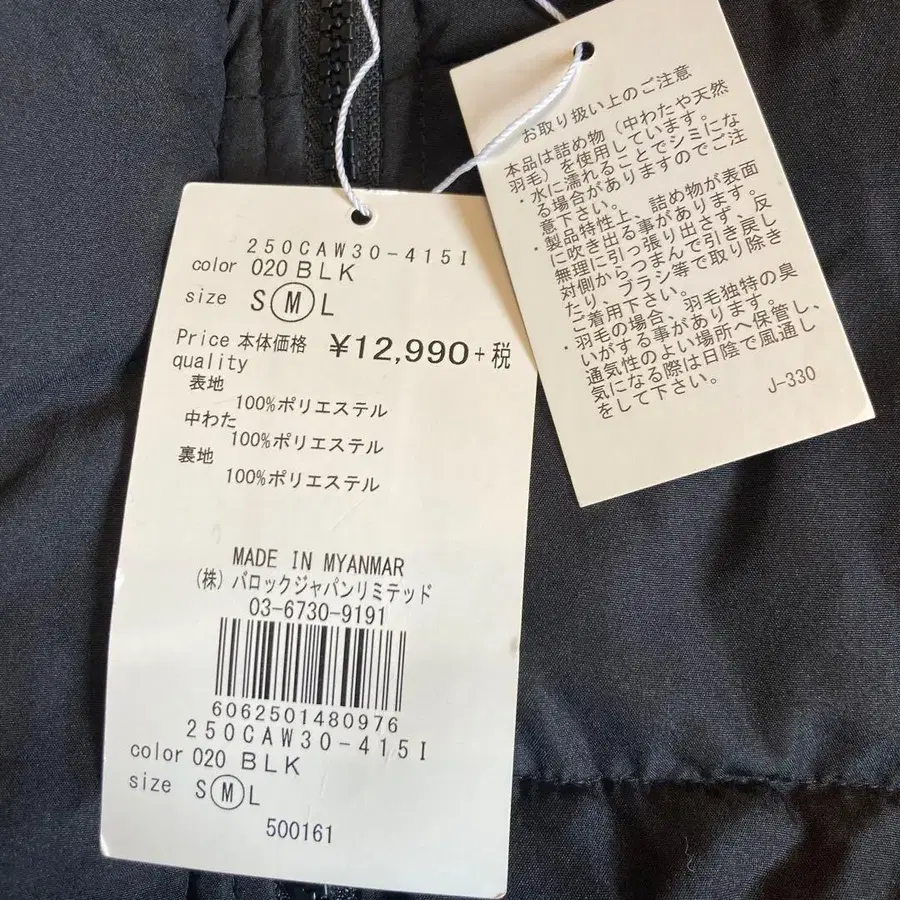 250CAW30-415I
color 020 BLK
size S M L
Price 本体価格 ¥12,990+税
quality
表地
100%ポリエステル
中わた
100%ポリエステル
裏地
100%ポリエステル
MADE IN MYANMAR
(株) バロックジャパンリミテッド
03-6730-9191
6062501480976
250CAW30-415I
color 020 BLK
size S M L
500161
お取り扱い上のご注意
本品は詰め物(中わたや天然
羽毛)を使用しています。
・水に濡れることでシミにな
る場合がありますのでご注
意下さい。
・製品特性上、詰め物が表面
に吹き出る事があります。
無理に引っ張り出さず、反
対側からつまんで引き戻し
たり、ブラシ等で取り除き
ご着用下さい。
・羽毛の場合、羽毛独特の臭
いがする事があります。
通気性のよい場所へ保管し、
気になる際は日陰で風通し
をして下さい。
J-330